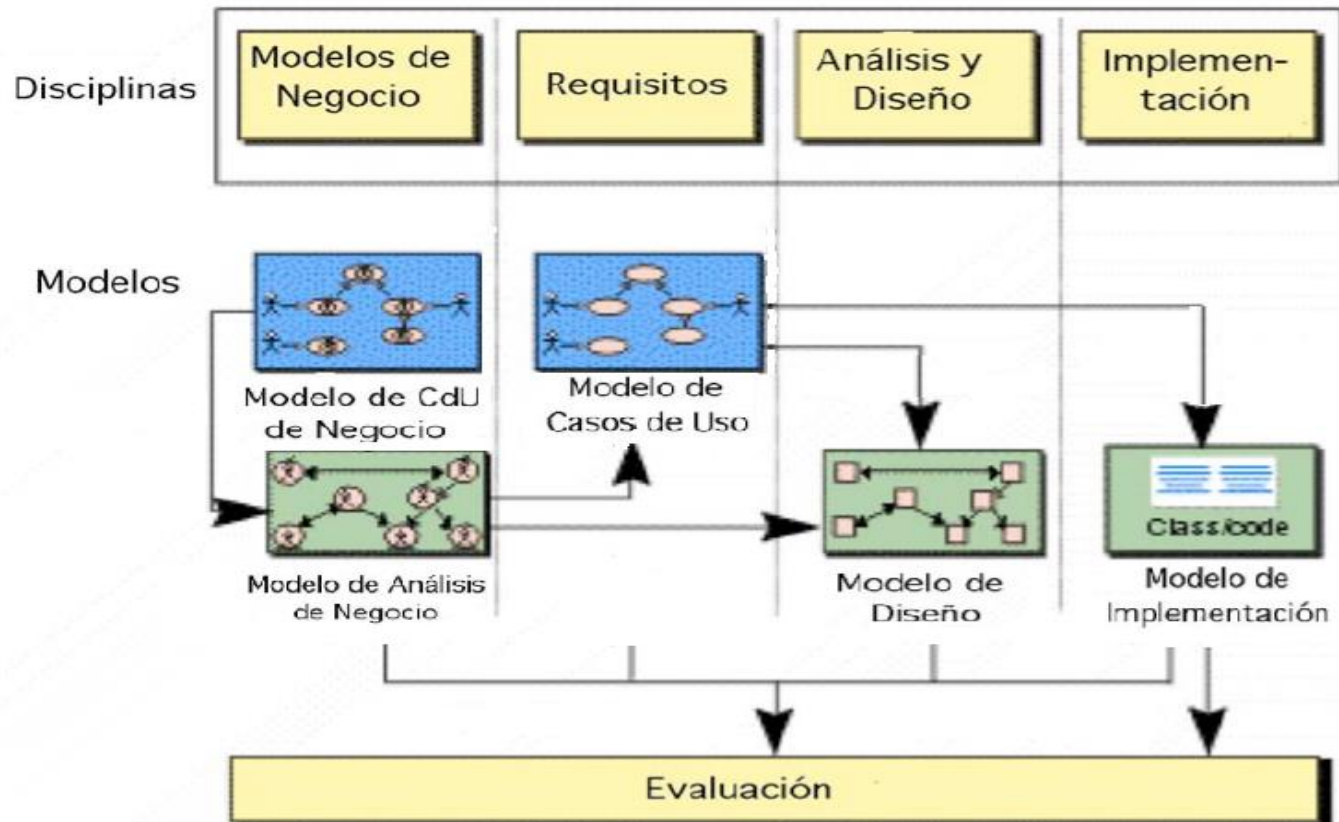 Disciplinas
Modelos de
Negocio
Requisitos
Análisis y
Diseño
Implemen-
tación
Modelos
Modelo de CdU
de Negocio
Modelo de
Casos de Uso
Modelo de Análisis
de Negocio
Modelo de
Diseño
Class/code
Modelo de
Implementación
Evaluación